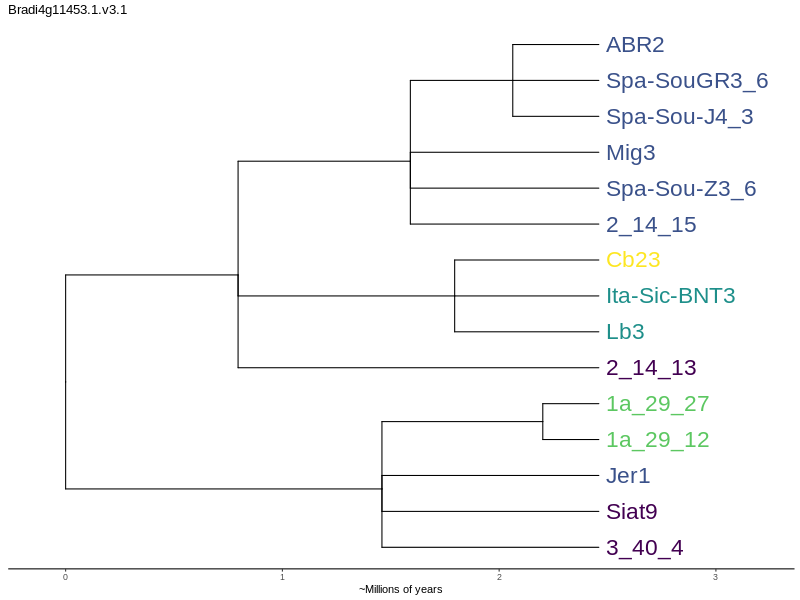 Bradi4g11453.1.v3.1
ABR2
Spa-SouGR3_6
Spa-Sou-J4_3
Mig3
Spa-Sou-Z3_6
2_14_15
Cb23
Ita-Sic-BNT3
Lb3
2_14_13
1a_29_27
1a_29_12
Jer1
Siat9
3_40_4
0 1 2 3
~Millions of years